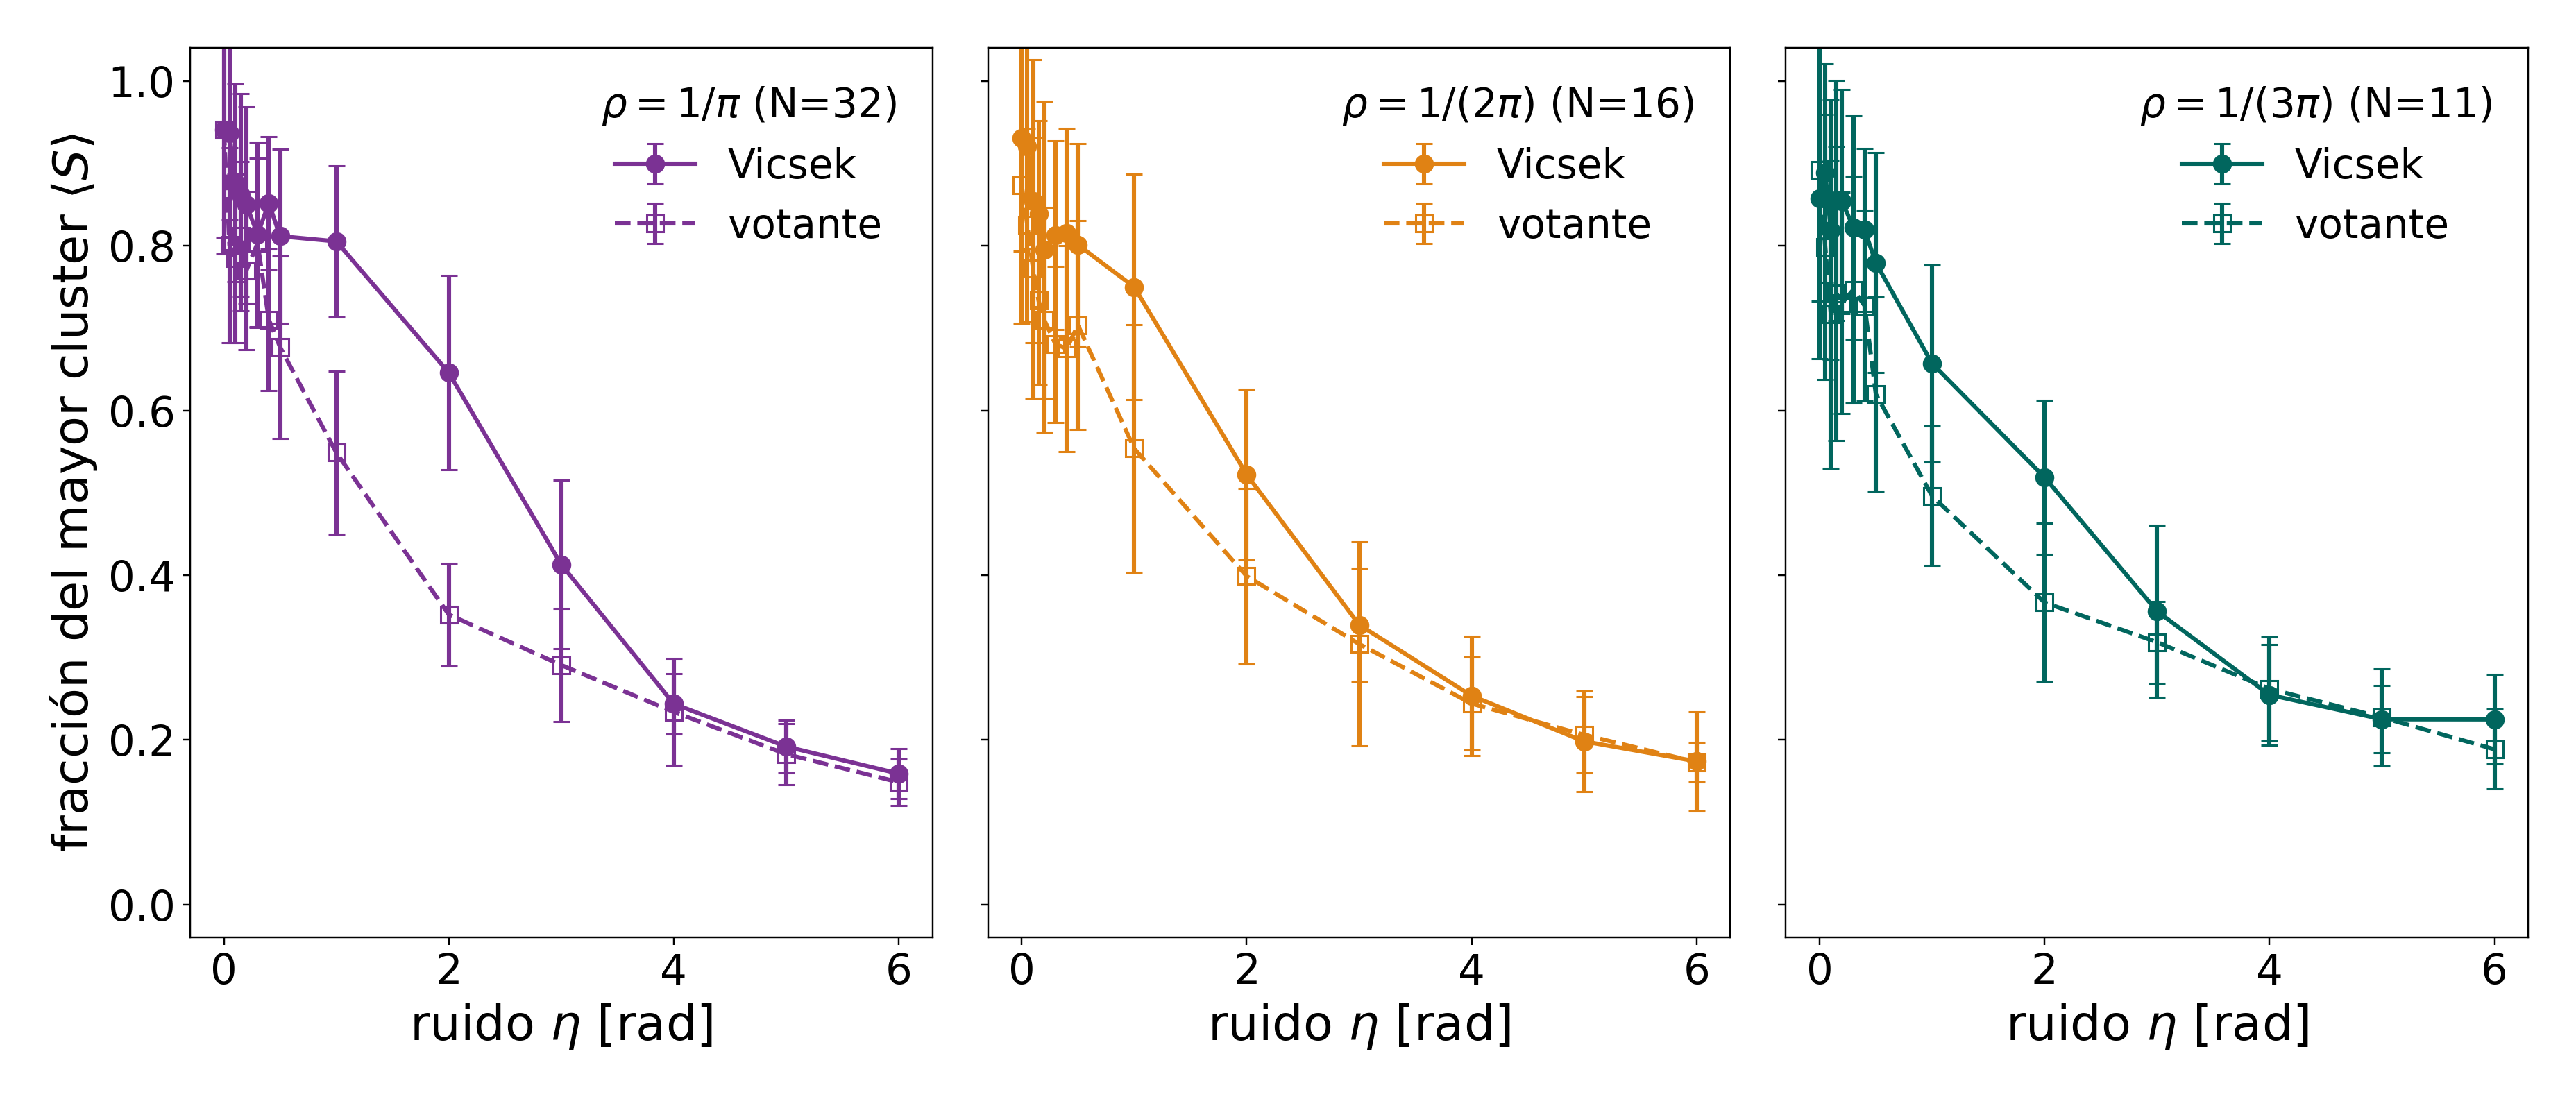 fracción del mayor cluster ⟨S⟩
1.0
0.8
0.6
0.4
0.2
0.0
ρ = 1/π (N=32)
Vicsek
votante
0 2 4 6
ruido η [rad]
ρ = 1/(2π) (N=16)
Vicsek
votante
0 2 4 6
ruido η [rad]
ρ = 1/(3π) (N=11)
Vicsek
votante
0 2 4 6
ruido η [rad]